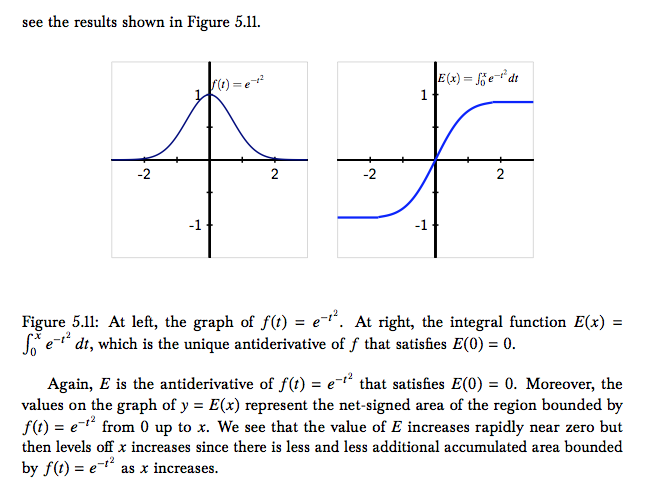 see the results shown in Figure 5.11.
f(t) = e^{-t^2}
1
-2
2
-1
E(x) = ∫_0^x e^{-t^2} dt
1
-2
2
-1
Figure 5.11: At left, the graph of f(t) = e^{-t^2}. At right, the integral function E(x) =
∫_0^x e^{-t^2} dt, which is the unique antiderivative of f that satisfies E(0) = 0.
Again, E is the antiderivative of f(t) = e^{-t^2} that satisfies E(0) = 0. Moreover, the
values on the graph of y = E(x) represent the net-signed area of the region bounded by
f(t) = e^{-t^2} from 0 up to x. We see that the value of E increases rapidly near zero but
then levels off x increases since there is less and less additional accumulated area bounded
by f(t) = e^{-t^2} as x increases.